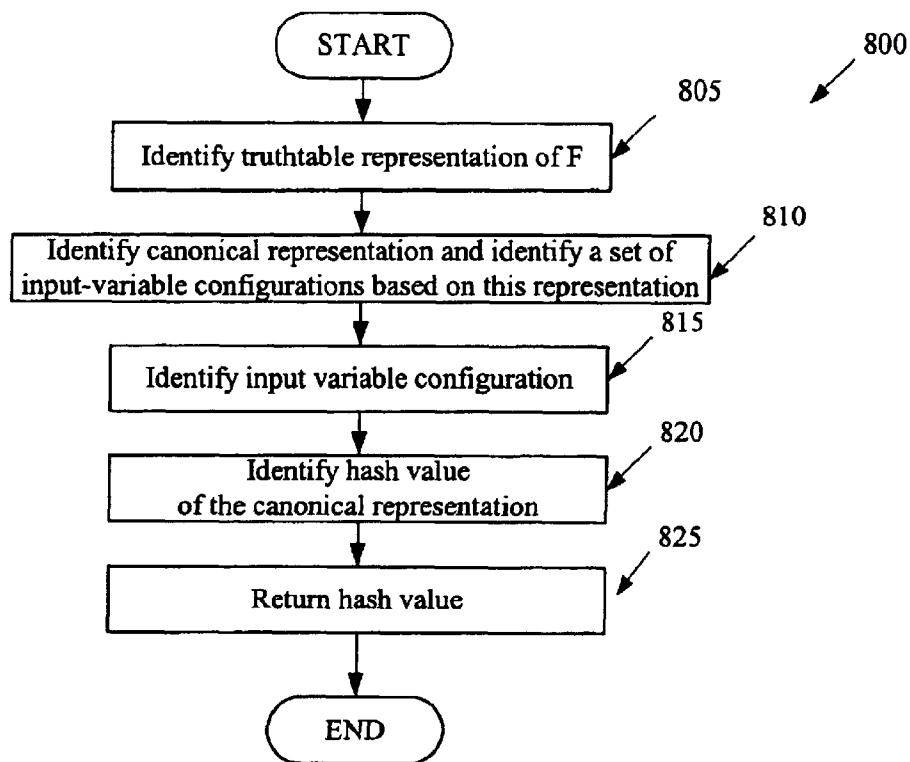 START
800
805
Identify truthtable representation of F
810
Identify canonical representation and identify a set of
input-variable configurations based on this representation
815
Identify input variable configuration
820
Identify hash value
of the canonical representation
825
Return hash value
END